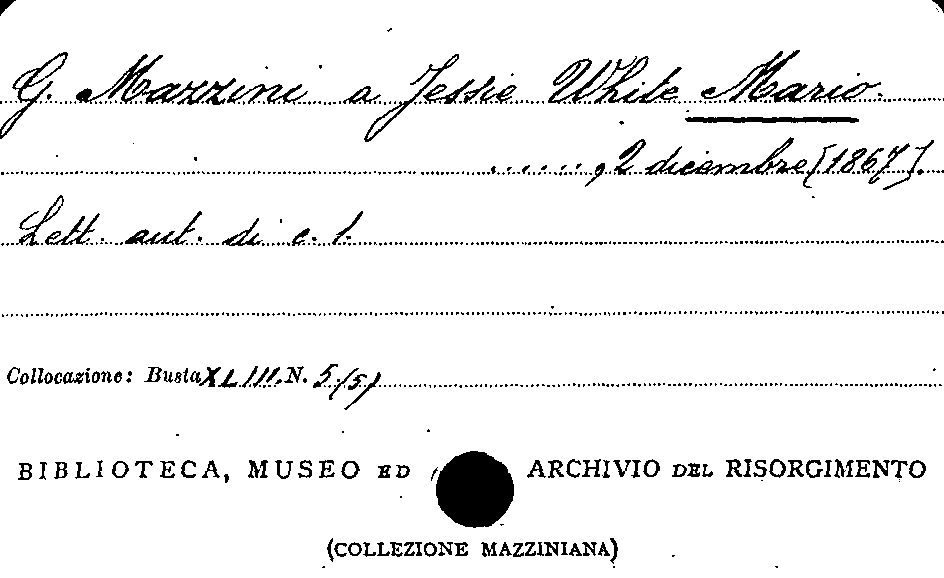 G. Mazzini a Jessie White Mario.
......, 2 dicembre [1867].
Lett. aut. di c. 1.
Collocazione: Busta XLIII. N. 5(5)
BIBLIOTECA, MUSEO ED ARCHIVIO DEL RISORGIMENTO
(COLLEZIONE MAZZINIANA)